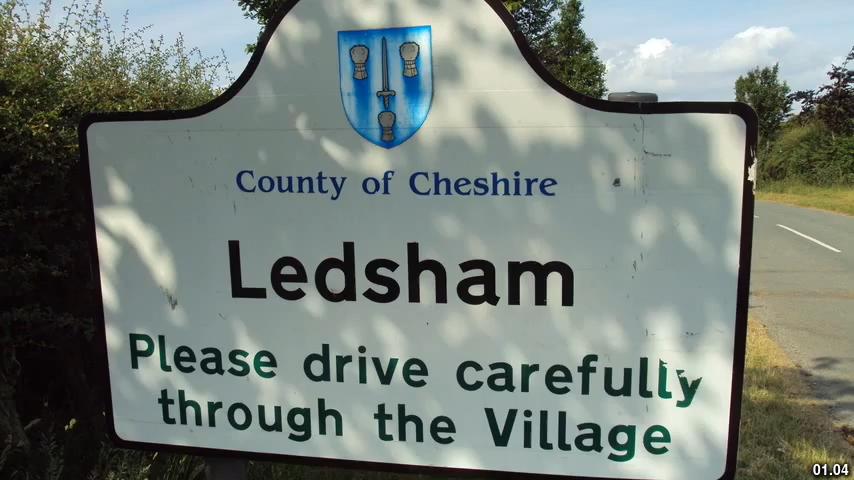 County of Cheshire
Ledsham
Please drive carefully
through the Village
01.04